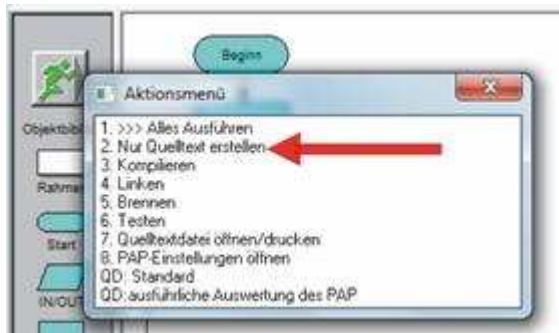 Beginn
Aktionsmenü
Objektbibl
Rahmen
Start
IN/OUT
1. >>> Alles Ausführen
2. Nur Quelltext erstellen
3. Kompilieren
4. Linken
5. Brennen
6. Testen
7. Quelltextdatei öffnen/drucken
8. PAP-Einstellungen öffnen
QD: Standard
QD: ausführliche Auswertung des PAP